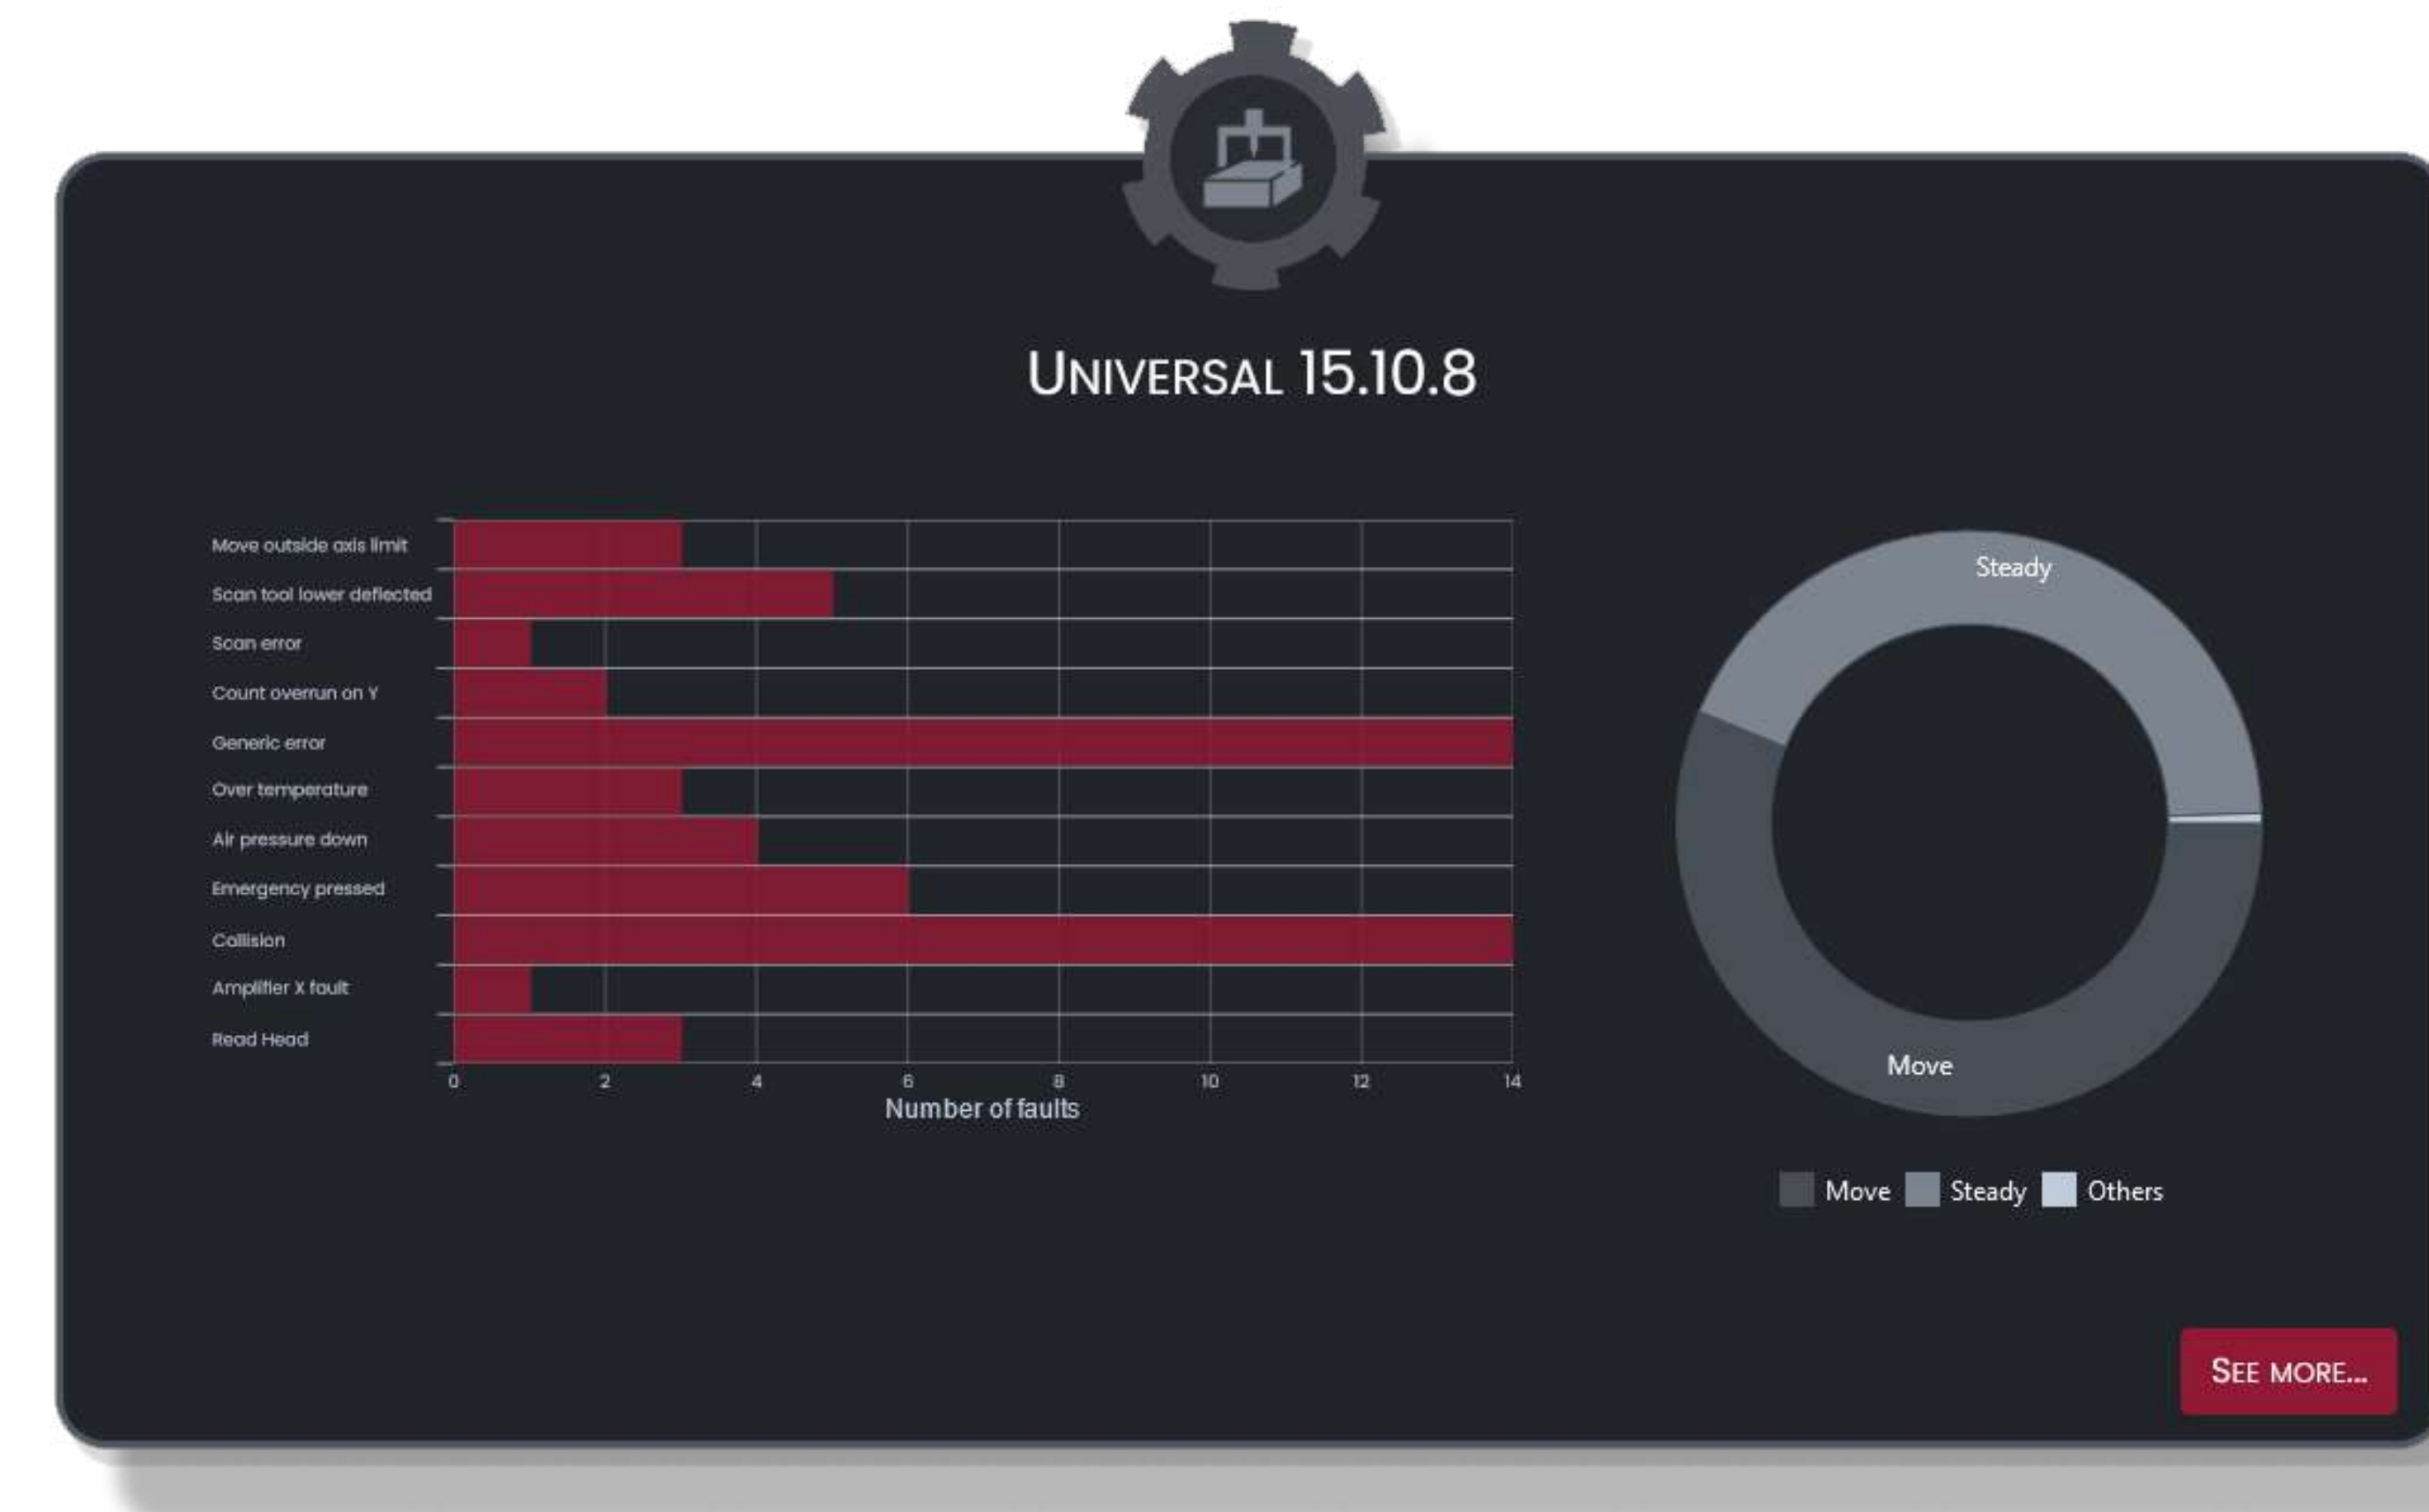 UNIVERSAL 15.10.8
Move outside axis limit
Scan tool lower deflected
Scan error
Count overrun on Y
Generic error
Over temperature
Air pressure down
Emergency pressed
Collision
Amplifier X fault
Read Head
0 2 4 6 8 10 12 14
Number of faults
Steady
Move
Move Steady Others
SEE MORE...